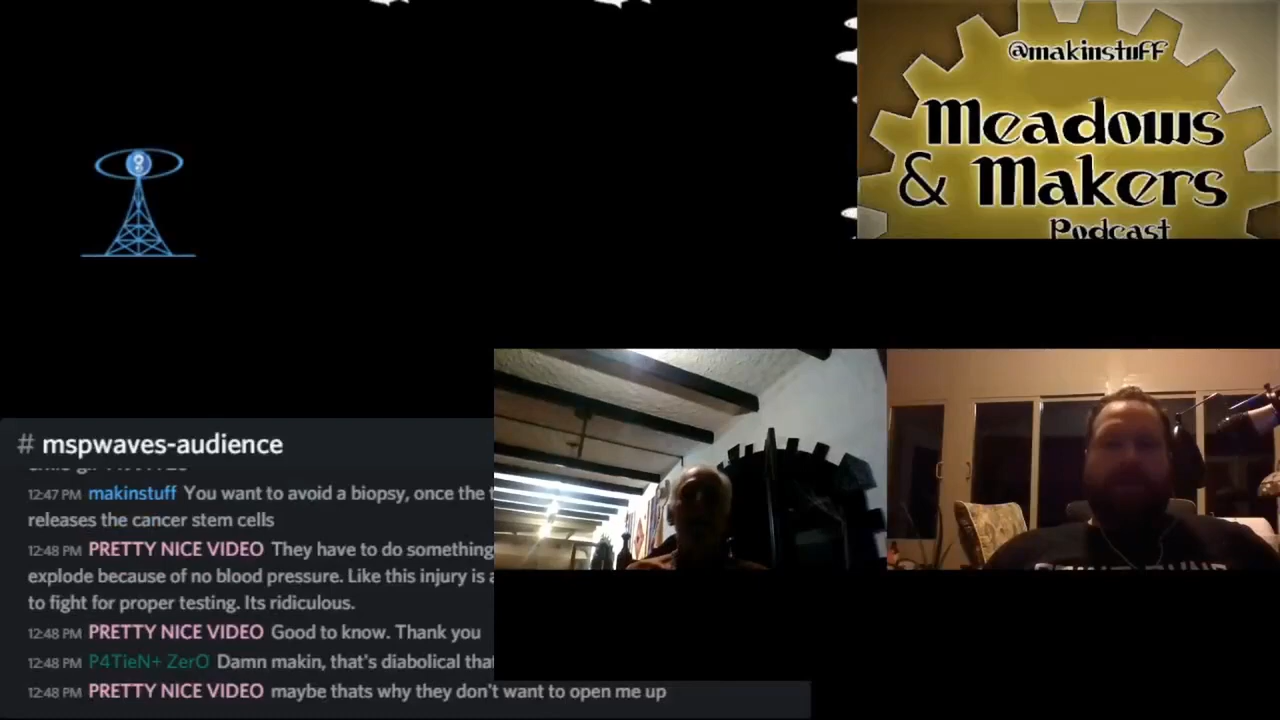 @makinstuff
Meadows
& Makers
Podcast
# mspwaves-audience
12:47 PM makinstuff You want to avoid a biopsy, once the
releases the cancer stem cells
12:48 PM PRETTY NICE VIDEO They have to do something
explode because of no blood pressure. Like this injury is
to fight for proper testing. Its ridiculous.
12:48 PM PRETTY NICE VIDEO Good to know. Thank you
12:48 PM P4TieN+ ZerO Damn makin, that's diabolical
12:48 PM PRETTY NICE VIDEO maybe thats why they don't want to open me up